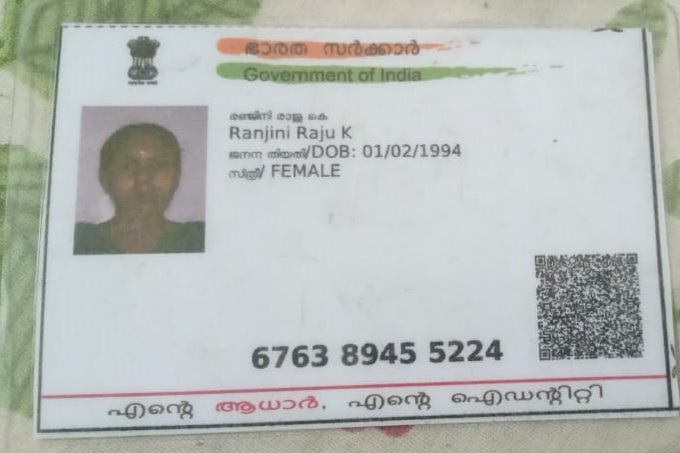 ഭാരത സർക്കാർ
Government of India
രഞ്ജിനി രാജു കെ
Ranjini Raju K
ജനന തിയതി/DOB: 01/02/1994
സ്ത്രീ/ FEMALE
6763 8945 5224
എന്റെ ആധാർ, എന്റെ ഐഡന്റിറ്റി